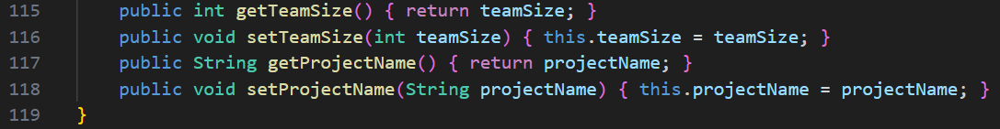 115 public int getTeamSize() { return teamSize; }
116 public void setTeamSize(int teamSize) { this.teamSize = teamSize; }
117 public String getProjectName() { return projectName; }
118 public void setProjectName(String projectName) { this.projectName = projectName; }
119 }